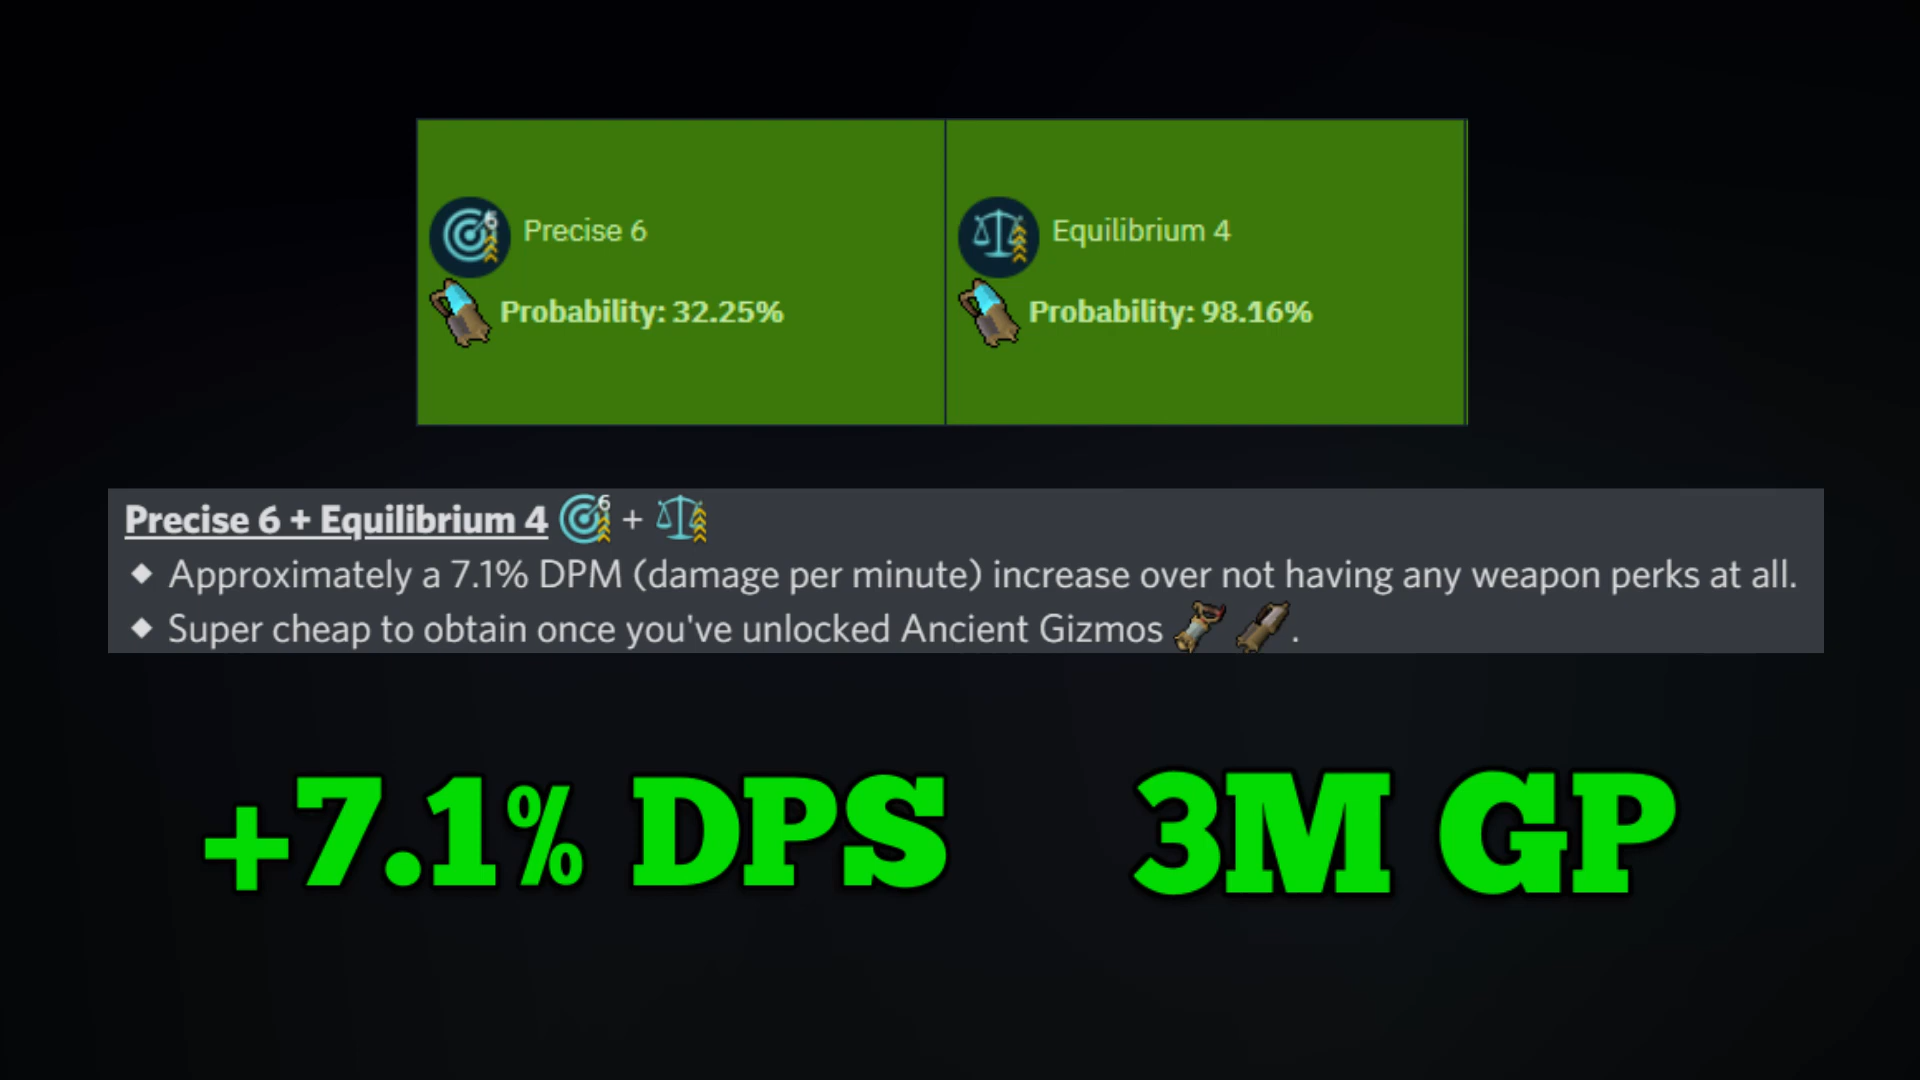 Precise 6
Equilibrium 4
Probability: 32.25%
Probability: 98.16%
Precise 6 + Equilibrium 4 6 +
◆ Approximately a 7.1% DPM (damage per minute) increase over not having any weapon perks at all.
◆ Super cheap to obtain once you've unlocked Ancient Gizmos .
+7.1% DPS
3M GP